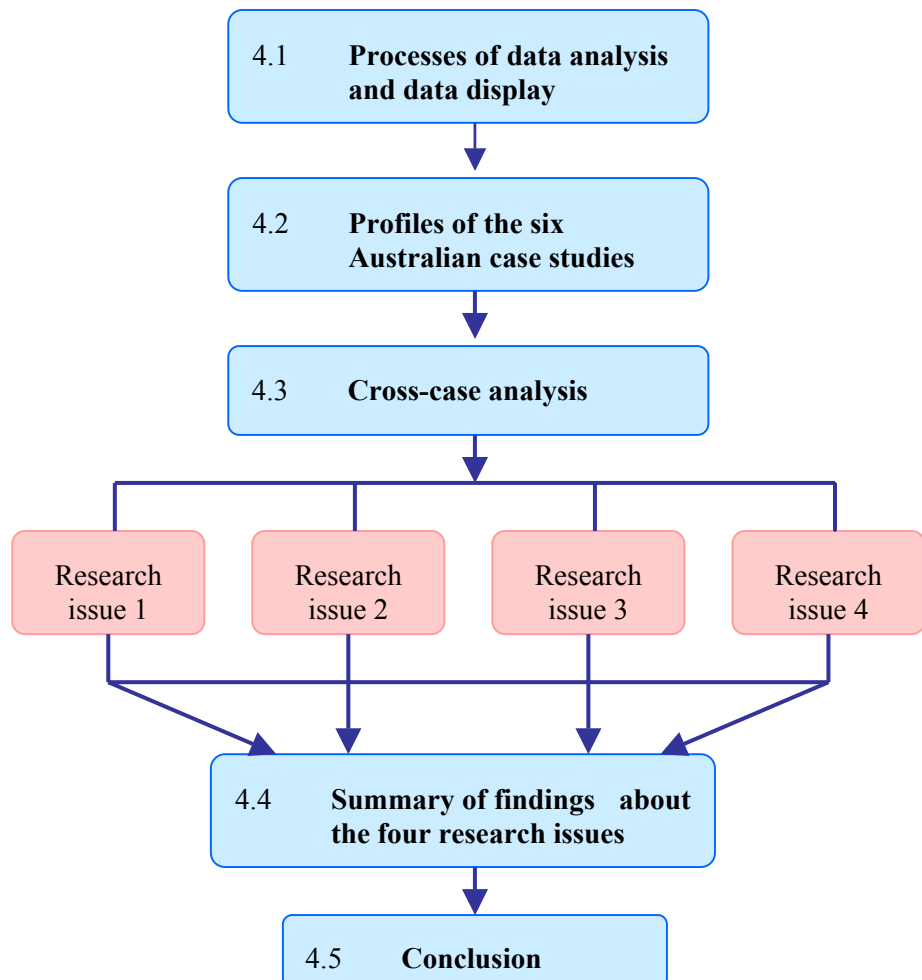 4.1 Processes of data analysis
and data display
4.2 Profiles of the six
Australian case studies
4.3 Cross-case analysis
Research
issue 1
Research
issue 2
Research
issue 3
Research
issue 4
4.4 Summary of findings about
the four research issues
4.5 Conclusion